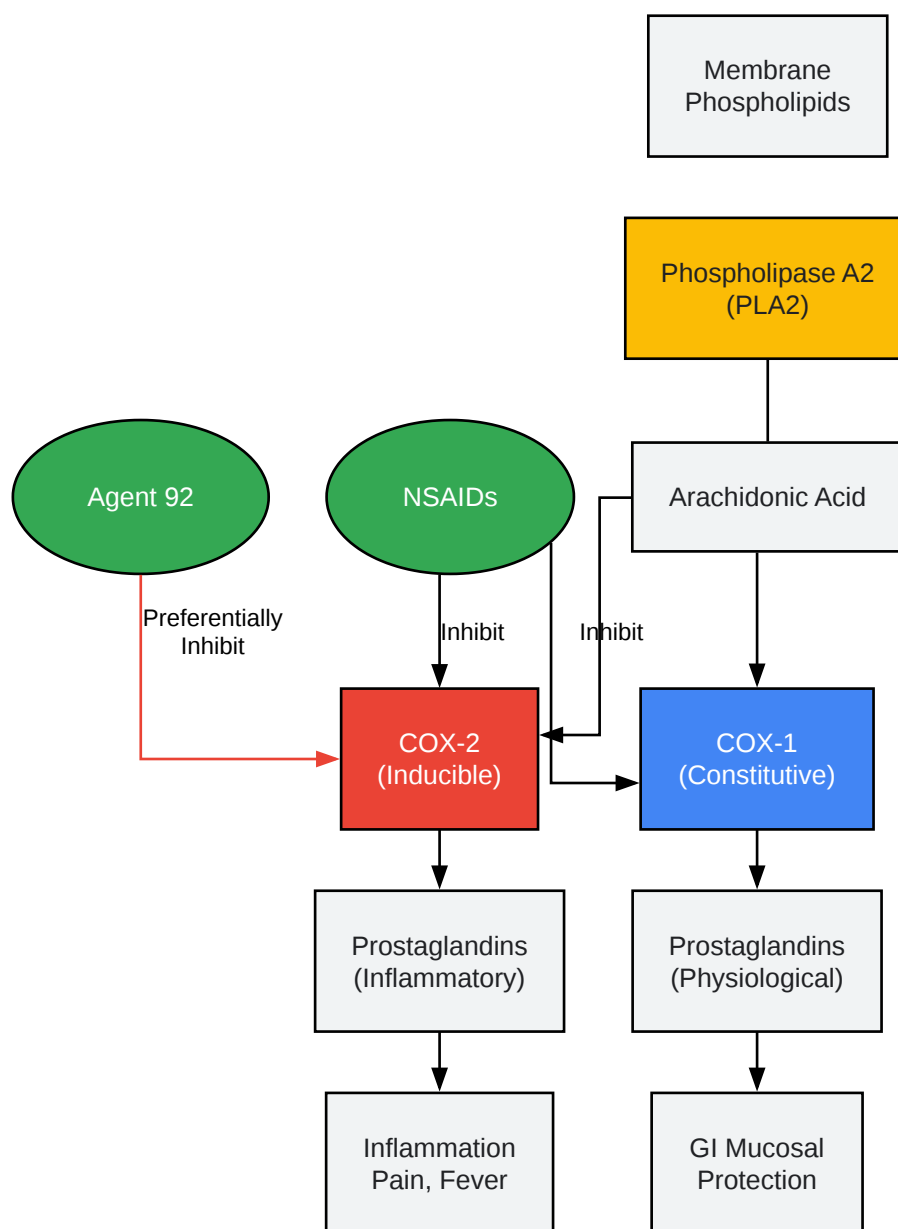 Membrane
Phospholipids
Phospholipase A2
(PLA2)
Agent 92
NSAIDs
Arachidonic Acid
Preferentially
Inhibit
Inhibit
Inhibit
COX-2
(Inducible)
COX-1
(Constitutive)
Prostaglandins
(Inflammatory)
Prostaglandins
(Physiological)
Inflammation
Pain, Fever
GI Mucosal
Protection